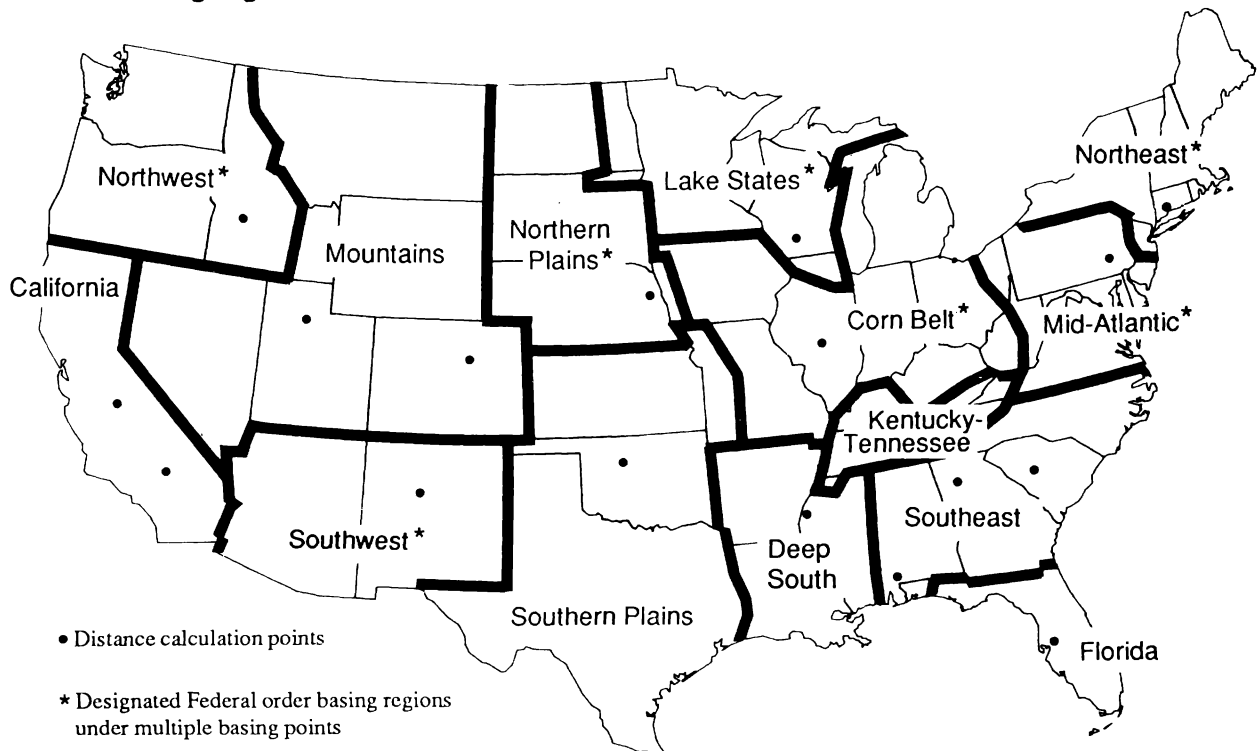 Northwest*
Mountains
California
Northern
Plains*
Lake States*
Northeast*
Corn Belt*
Mid-Atlantic*
Kentucky-
Tennessee
Southwest*
Southeast
Deep
South
Southern Plains
Florida
• Distance calculation points
* Designated Federal order basing regions
under multiple basing points